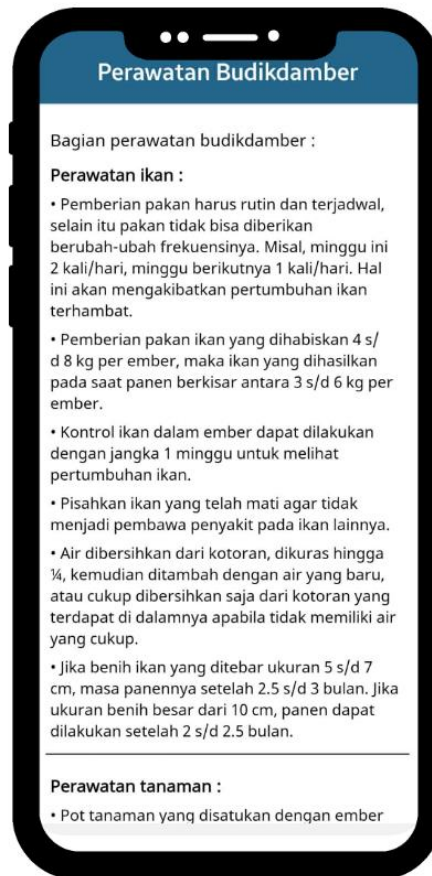 Perawatan Budikdamber
Bagian perawatan budikdamber :
Perawatan ikan :
• Pemberian pakan harus rutin dan terjadwal,
selain itu pakan tidak bisa diberikan
berubah-ubah frekuensinya. Misal, minggu ini
2 kali/hari, minggu berikutnya 1 kali/hari. Hal
ini akan mengakibatkan pertumbuhan ikan
terhambat.
• Pemberian pakan ikan yang dihabiskan 4 s/
d 8 kg per ember, maka ikan yang dihasilkan
pada saat panen berkisar antara 3 s/d 6 kg per
ember.
• Kontrol ikan dalam ember dapat dilakukan
dengan jangka 1 minggu untuk melihat
pertumbuhan ikan.
• Pisahkan ikan yang telah mati agar tidak
menjadi pembawa penyakit pada ikan lainnya.
• Air dibersihkan dari kotoran, dikuras hingga
¼, kemudian ditambah dengan air yang baru,
atau cukup dibersihkan saja dari kotoran yang
terdapat di dalamnya apabila tidak memiliki air
yang cukup.
• Jika benih ikan yang ditebar ukuran 5 s/d 7
cm, masa panennya setelah 2.5 s/d 3 bulan. Jika
ukuran benih besar dari 10 cm, panen dapat
dilakukan setelah 2 s/d 2.5 bulan.
Perawatan tanaman :
• Pot tanaman yang disatukan dengan ember